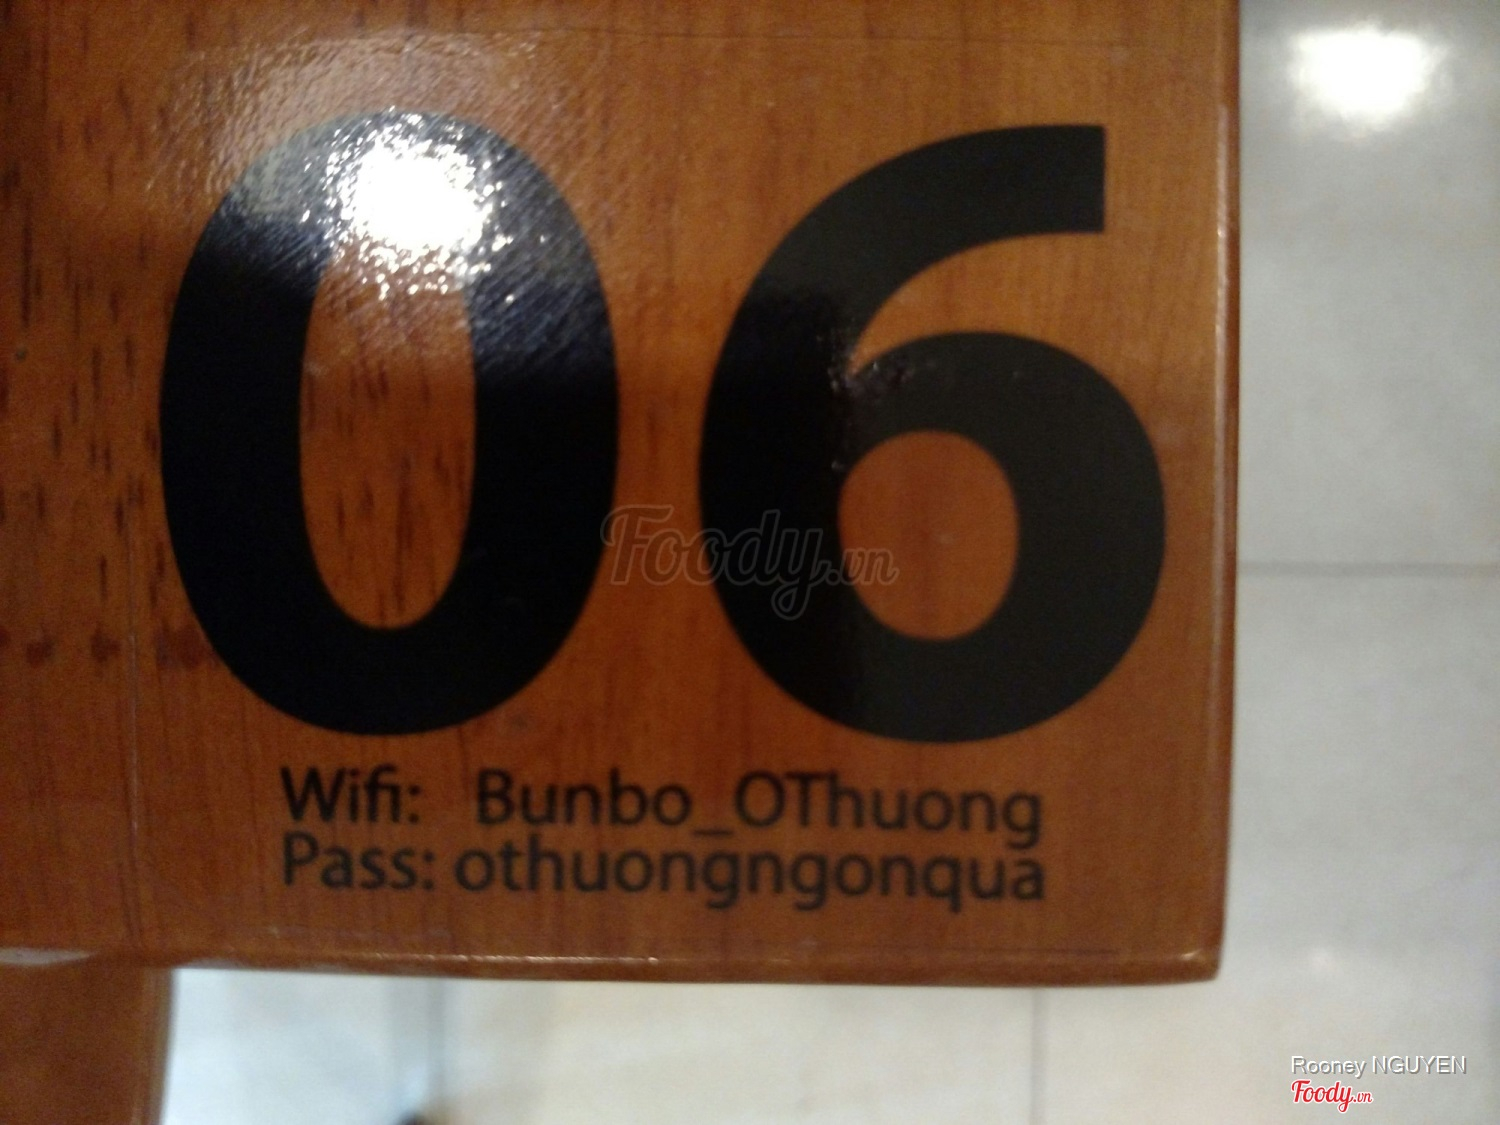 06
Foody.vn
Wifi: Bunbo_OThuong
Pass: othuongngonqua
Rooney NGUYEN
Foody.vn